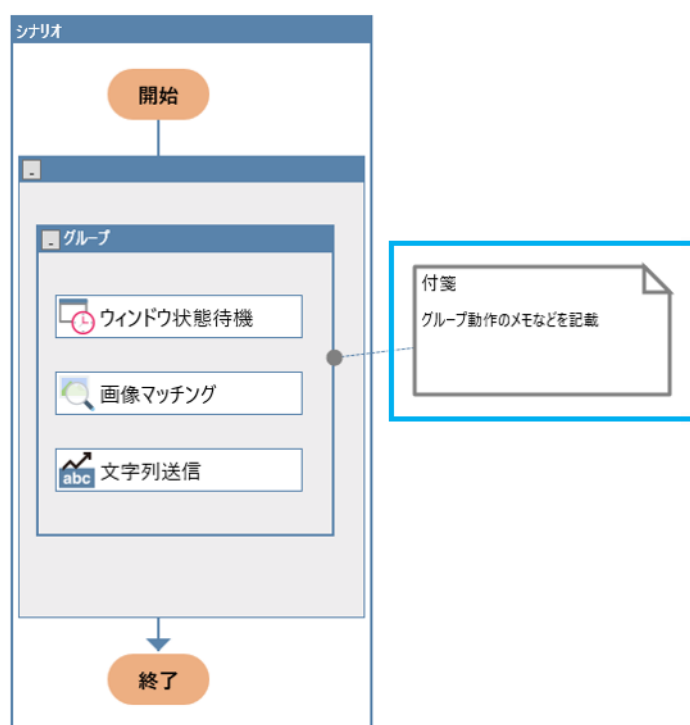 シナリオ
開始
グループ
ウィンドウ状態待機
画像マッチング
abc 文字列送信
付箋
グループ動作のメモなどを記載
終了